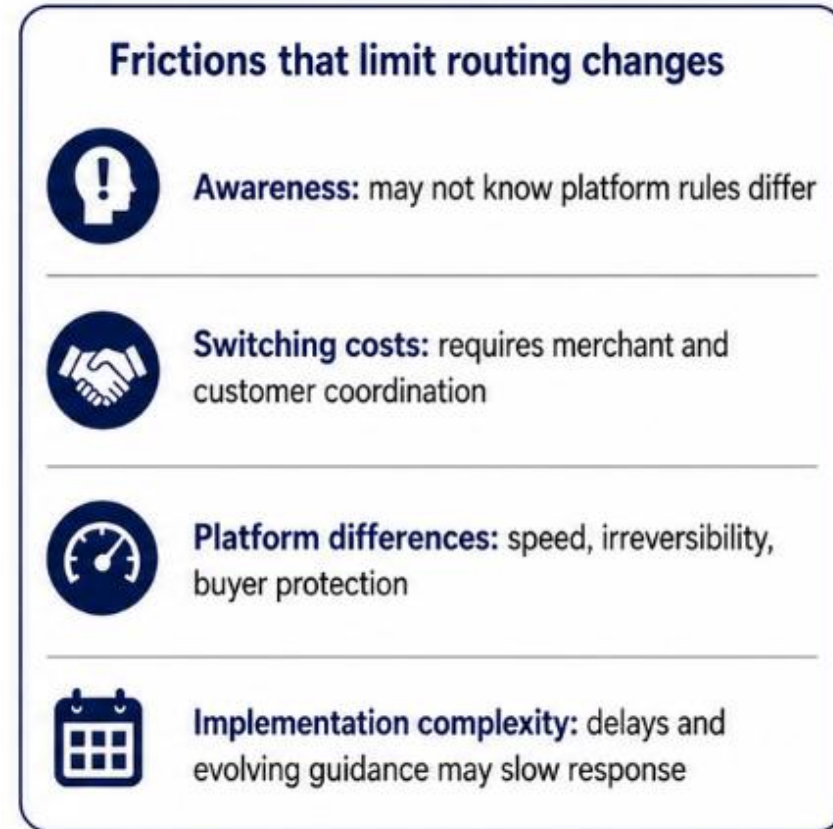 Frictions that limit routing changes
Awareness: may not know platform rules differ
Switching costs: requires merchant and
customer coordination
Platform differences: speed, irreversibility,
buyer protection
Implementation complexity: delays and
evolving guidance may slow response